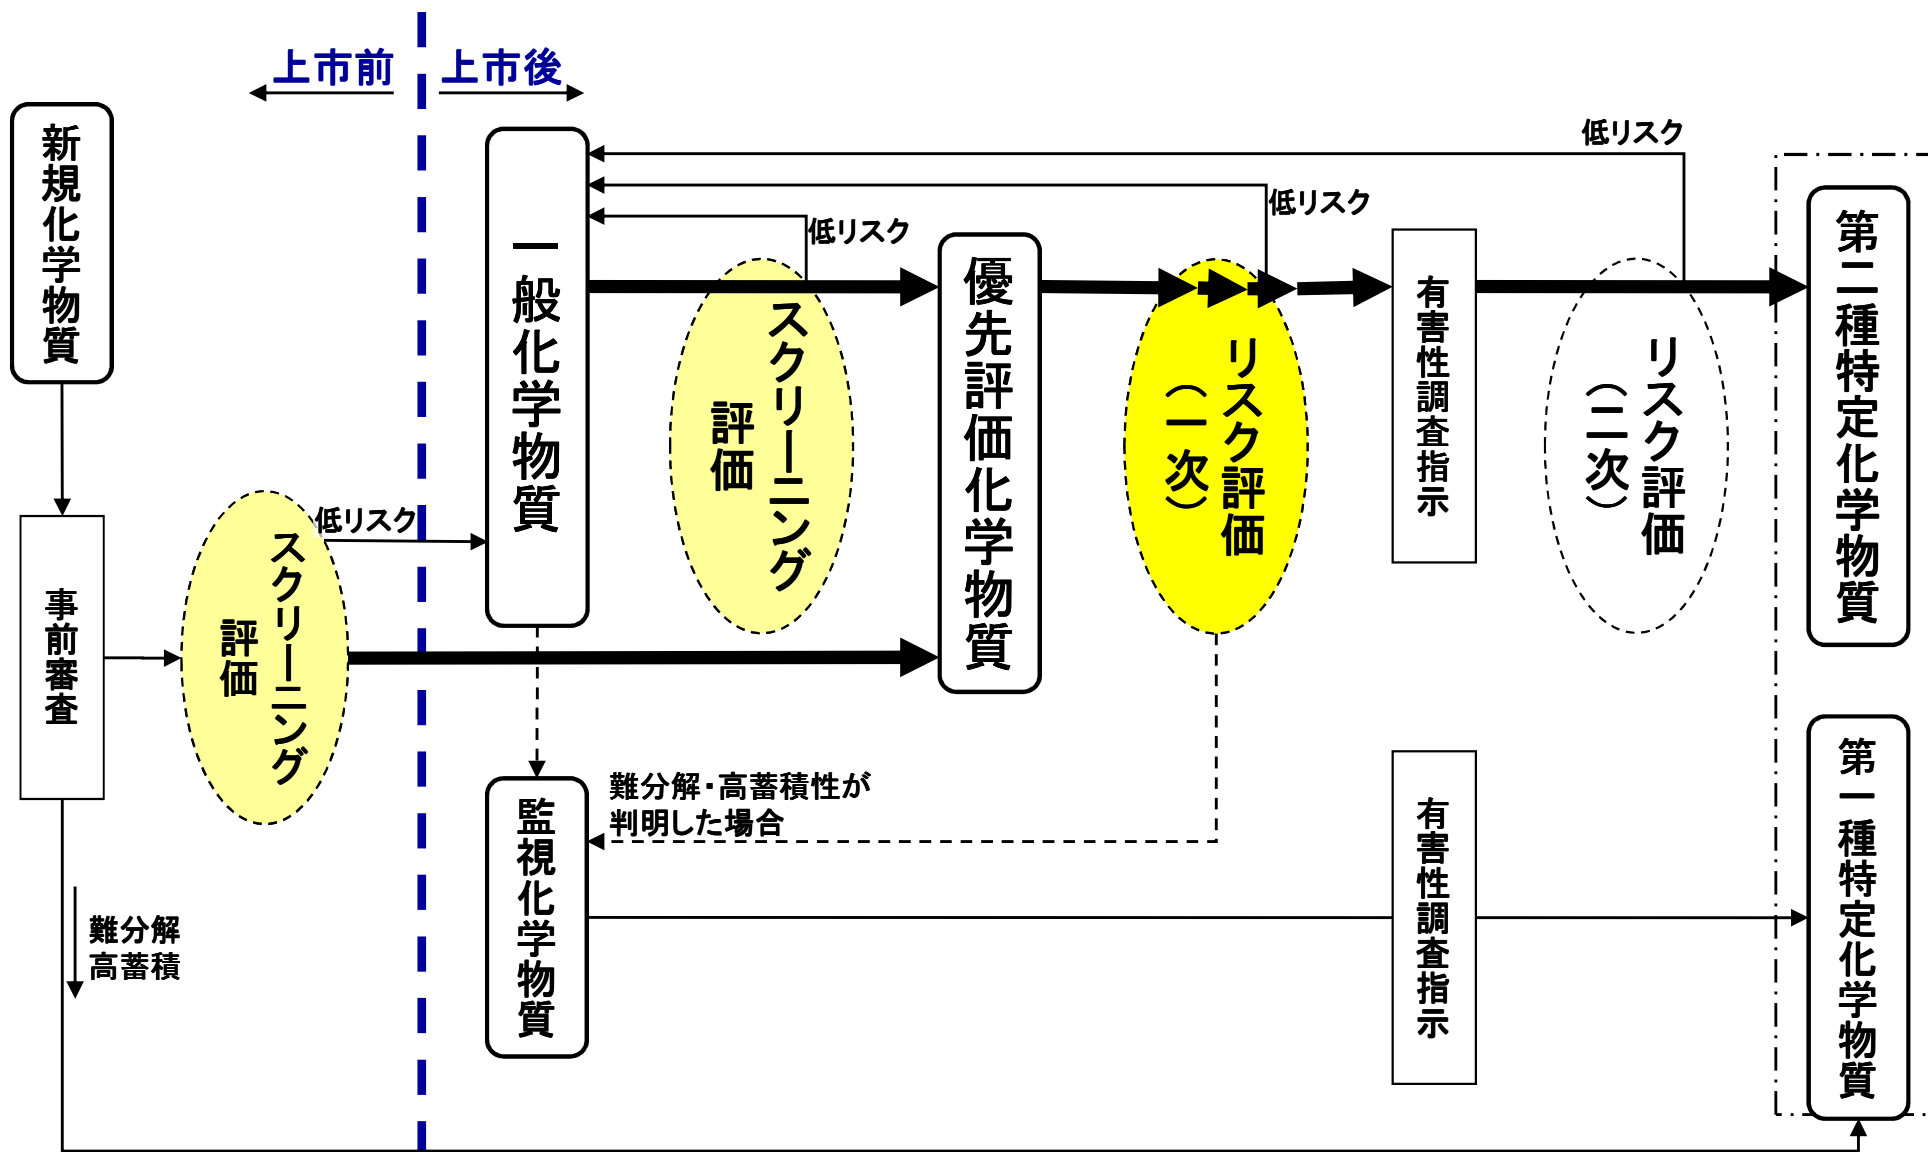 上市前
上市後
新規化学物質
事前審査
スクリーニング
評価
低リスク
難分解
高蓄積
一般化学物質
低リスク
低リスク
低リスク
スクリーニング
評価
優先評価化学物質
リスク評価
(一次)
有害性調査指示
リスク評価
(二次)
第二種特定化学物質
監視化学物質
難分解・高蓄積性が
判明した場合
有害性調査指示
第一種特定化学物質